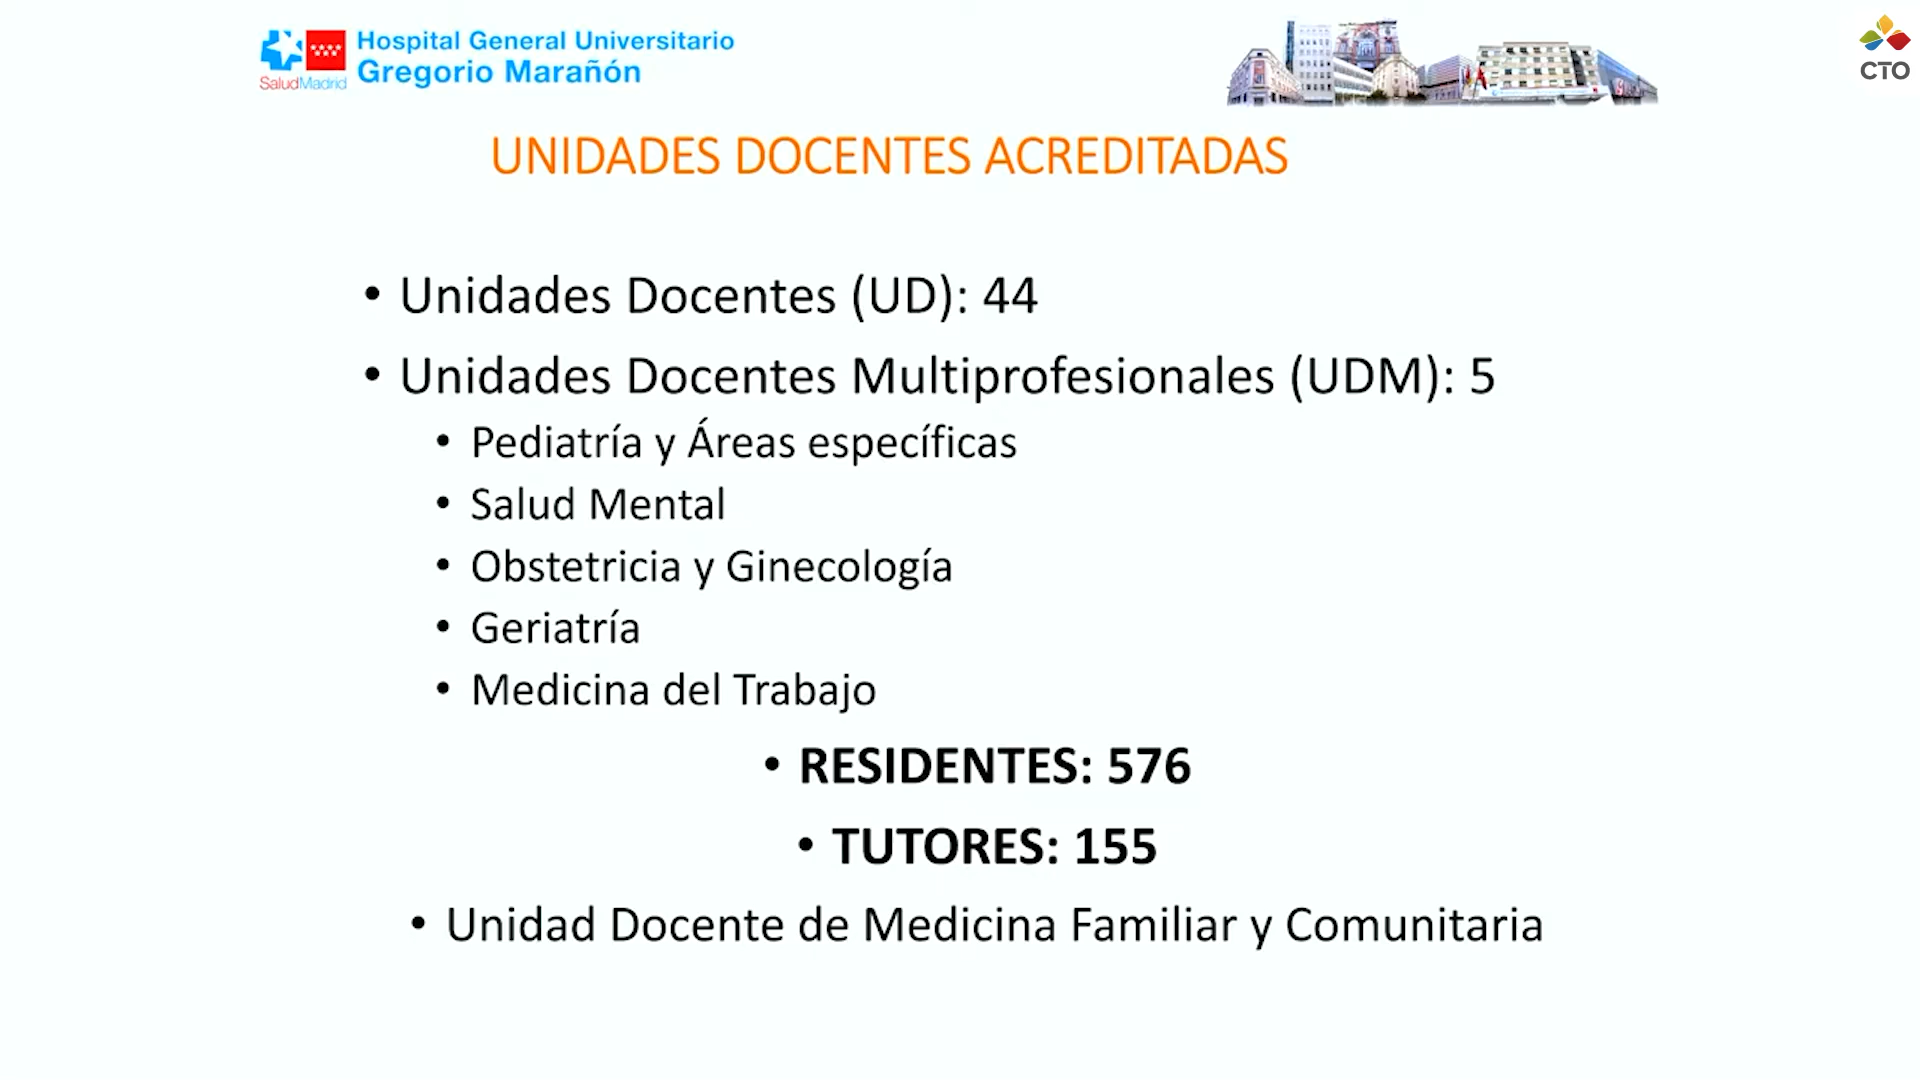 Hospital General Universitario
Gregorio Marañón
SaludMadrid
CTO
UNIDADES DOCENTES ACREDITADAS
• Unidades Docentes (UD): 44
• Unidades Docentes Multiprofesionales (UDM): 5
• Pediatría y Áreas específicas
• Salud Mental
• Obstetricia y Ginecología
• Geriatría
• Medicina del Trabajo
• RESIDENTES: 576
• TUTORES: 155
• Unidad Docente de Medicina Familiar y Comunitaria